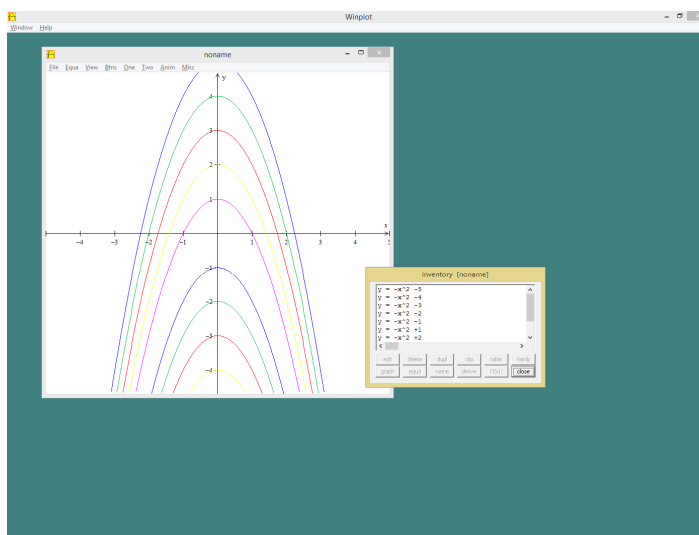 Winplot
Window Help
noname
File Equa View Btns One Two Anim Misc
y
4
3
2
1
x
-4 -3 -2 -1 1 2 3 4 5
-1
-2
-3
-4
inventory [noname]
y = -x^2 -5
y = -x^2 -4
y = -x^2 -3
y = -x^2 -2
y = -x^2 -1
y = -x^2 +1
y = -x^2 +2
edit delete dupl clip table family
graph equa name derive (f(x)) close